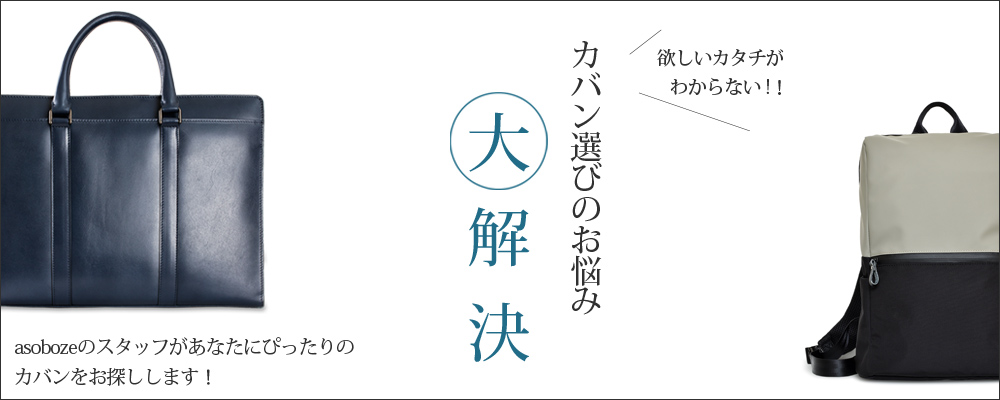 欲しいカタチが
わからない！！
カバン選びのお悩み
大解決
asobozeのスタッフがあなたにぴったりの
カバンをお探しします！